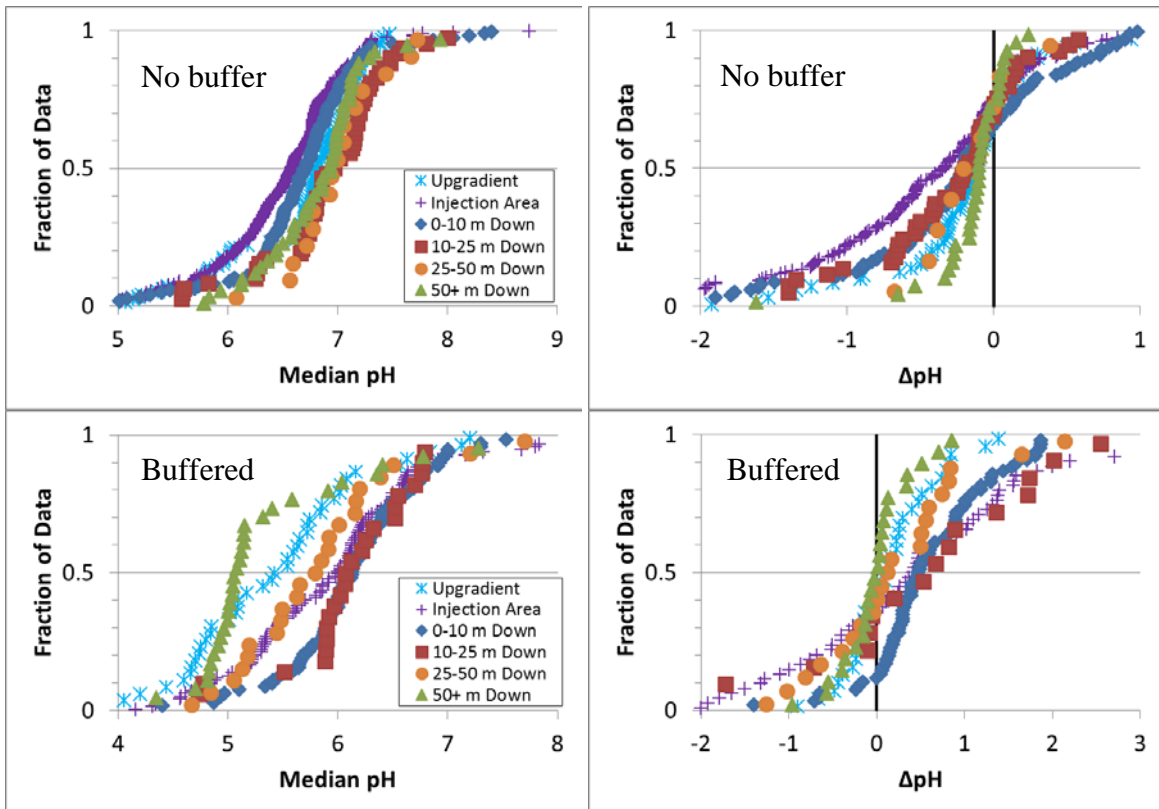 No buffer
1
0.5
0
Fraction of Data
5
6
7
8
9
Median pH
Upgradient
Injection Area
0-10 m Down
10-25 m Down
25-50 m Down
50+ m Down
No buffer
1
0.5
0
Fraction of Data
-2
-1
0
1
ΔpH
Buffered
1
0.5
0
Fraction of Data
4
5
6
7
8
Median pH
Upgradient
Injection Area
0-10 m Down
10-25 m Down
25-50 m Down
50+ m Down
Buffered
1
0.5
0
Fraction of Data
-2
-1
0
1
2
3
ΔpH